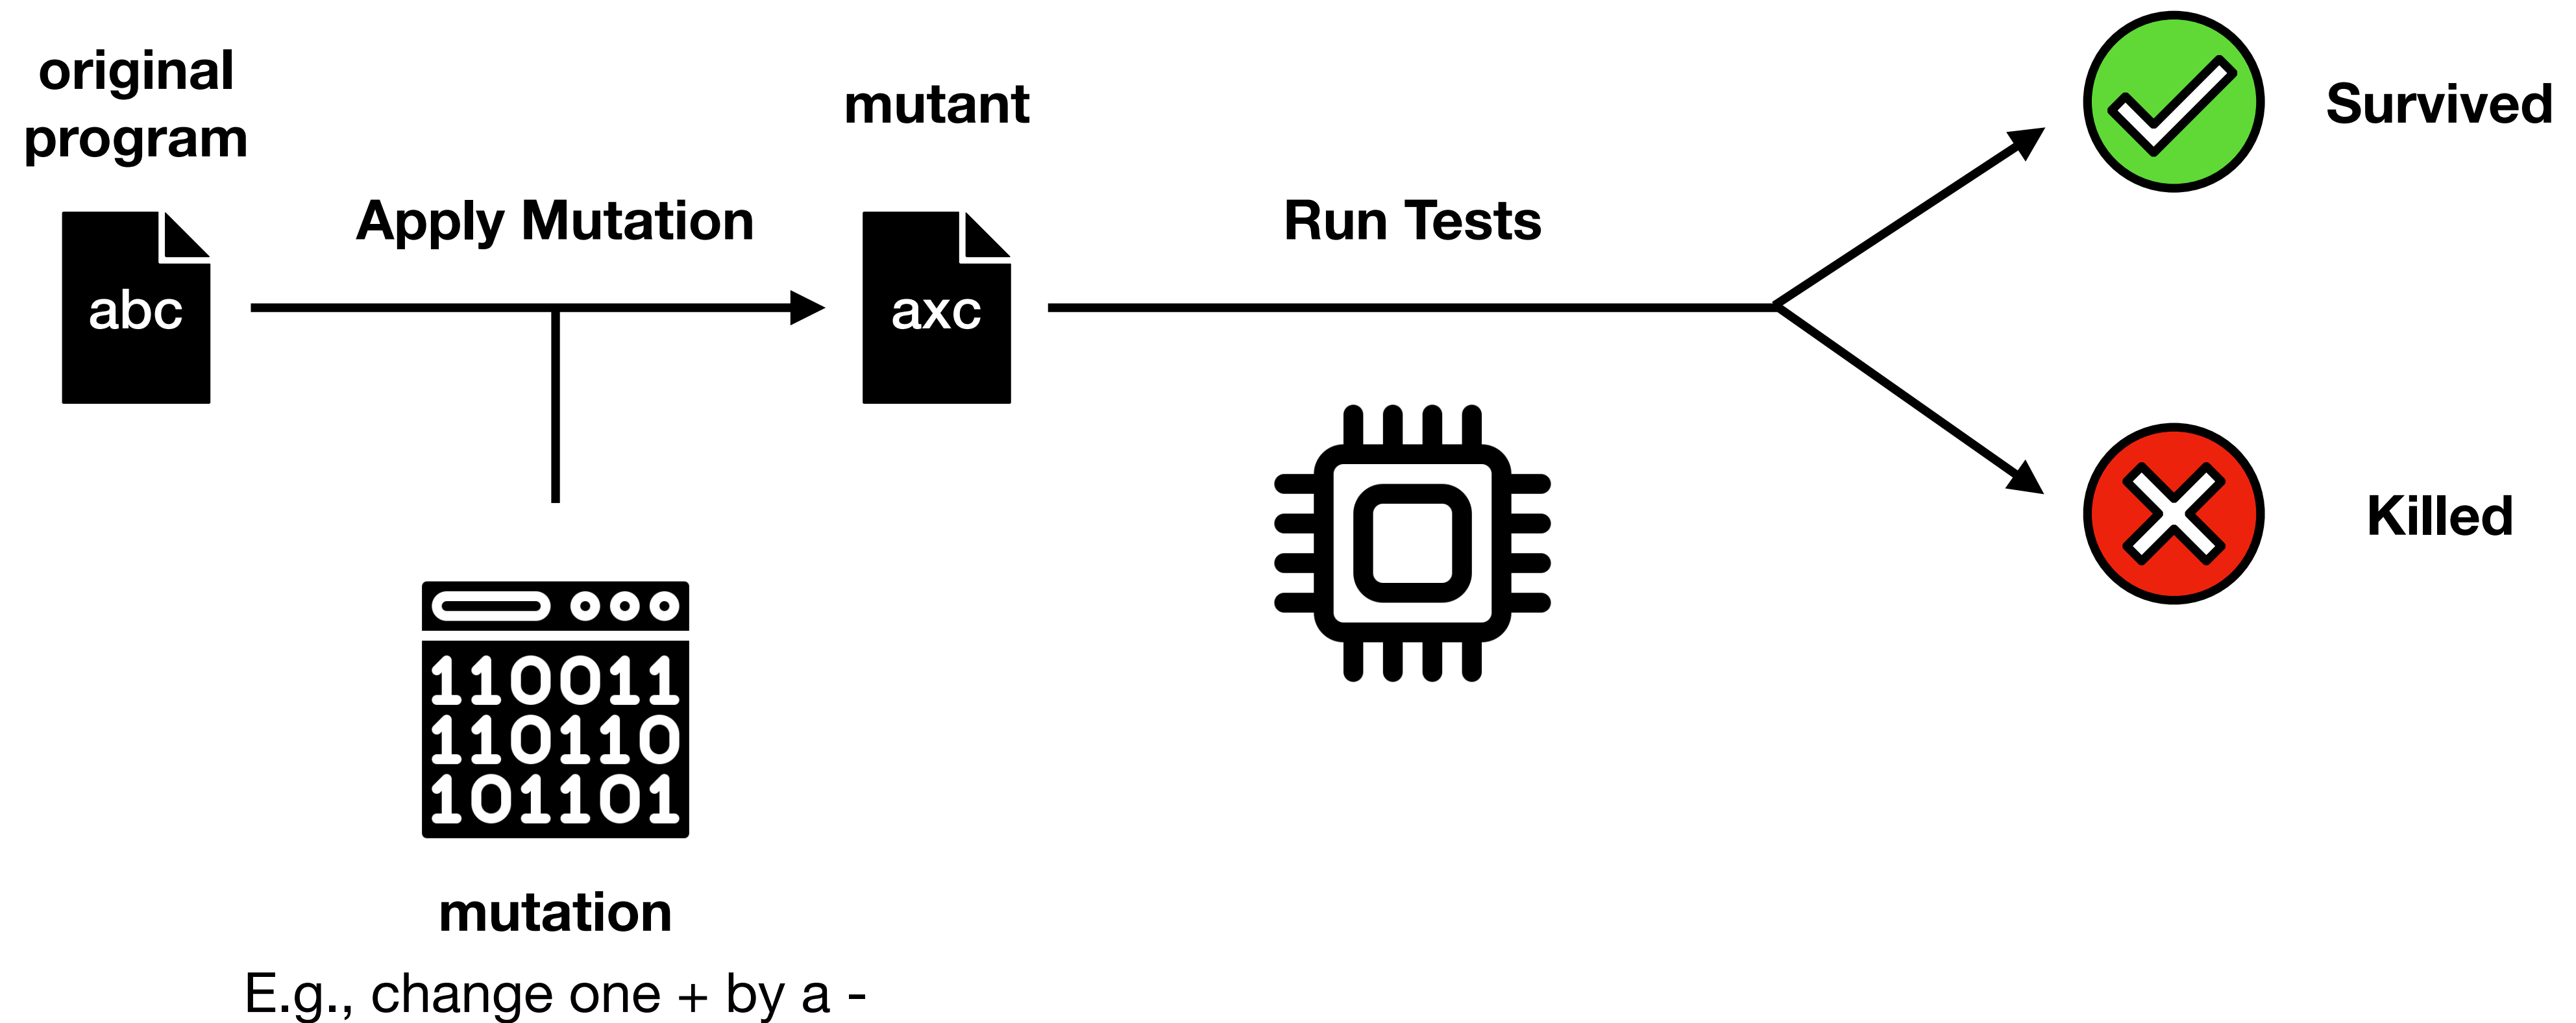 original
program
abc
Apply Mutation
mutant
axc
Run Tests
Survived
Killed
110011
110110
101101
mutation
E.g., change one + by a -